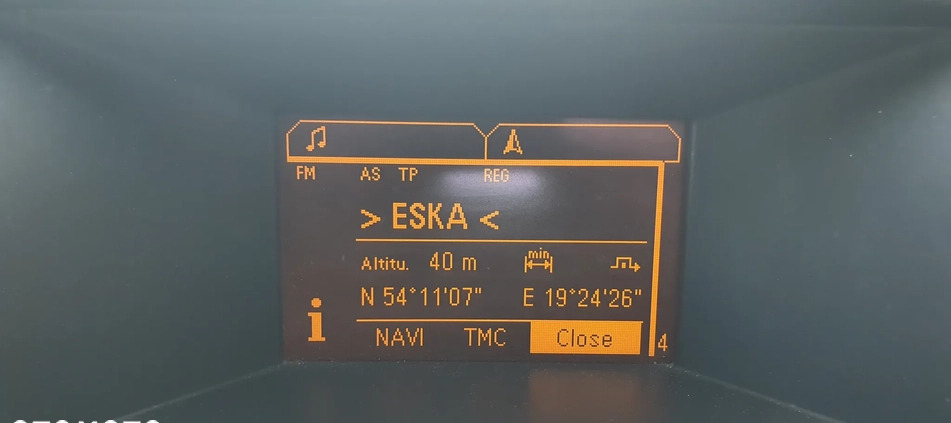 FM AS TP REG
> ESKA <
Altitu. 40 m min
N 54°11'07" E 19°24'26"
i NAVI TMC Close 4